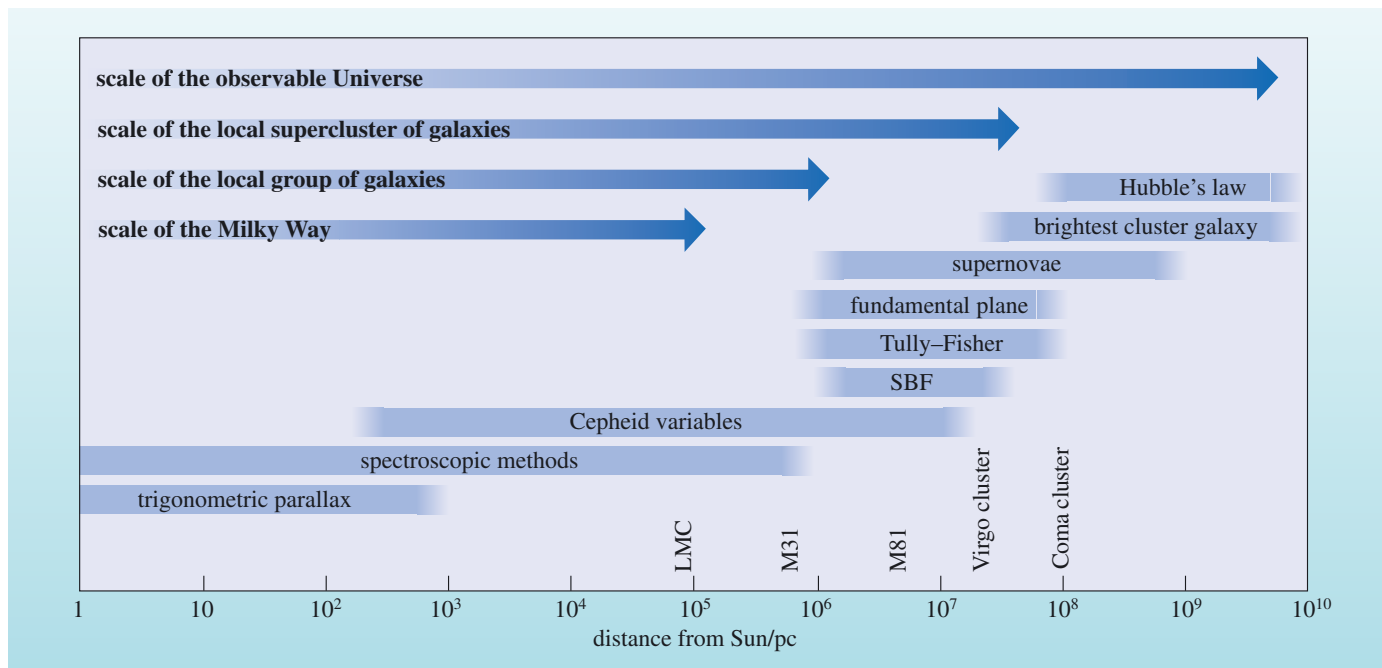 scale of the observable Universe
scale of the local supercluster of galaxies
scale of the local group of galaxies
Hubble’s law
scale of the Milky Way
brightest cluster galaxy
supernovae
fundamental plane
Tully–Fisher
SBF
Cepheid variables
spectroscopic methods
trigonometric parallax
LMC
M31
M81
Virgo cluster
Coma cluster
1 10 10² 10³ 10⁴ 10⁵ 10⁶ 10⁷ 10⁸ 10⁹ 10¹⁰
distance from Sun/pc